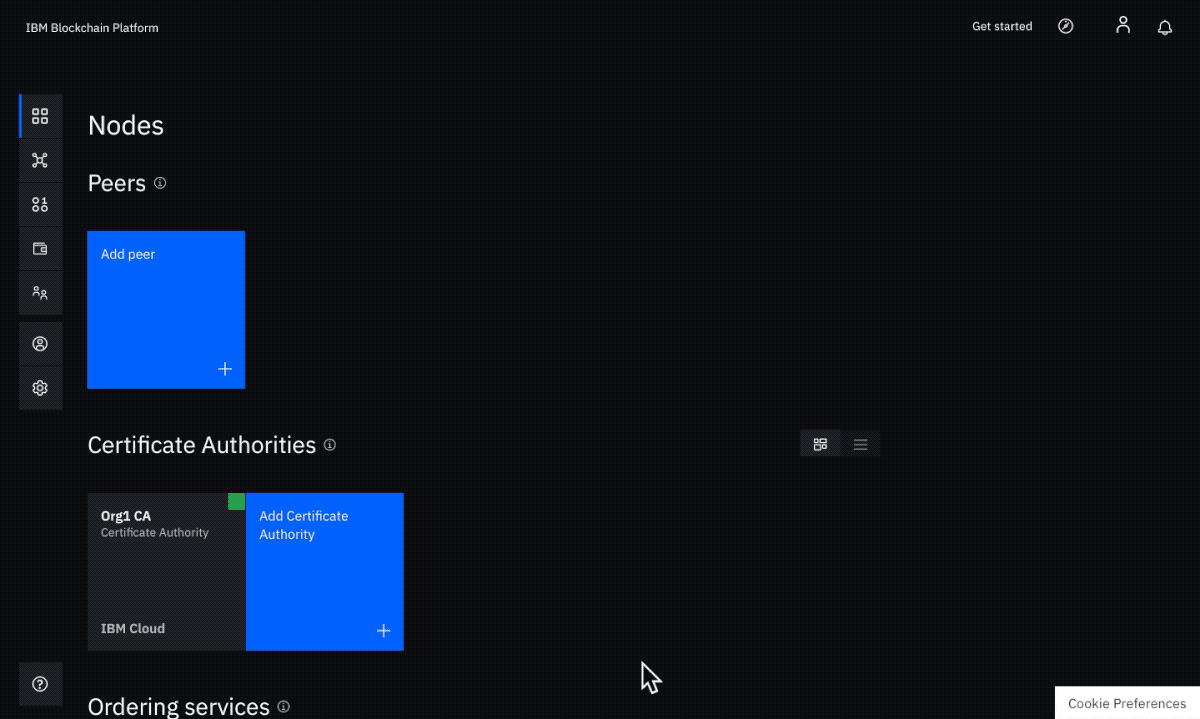 IBM Blockchain Platform
Get started
Nodes
Peers
Add peer
Certificate Authorities
Org1 CA
Certificate Authority
IBM Cloud
Add Certificate
Authority
Ordering services
Cookie Preferences